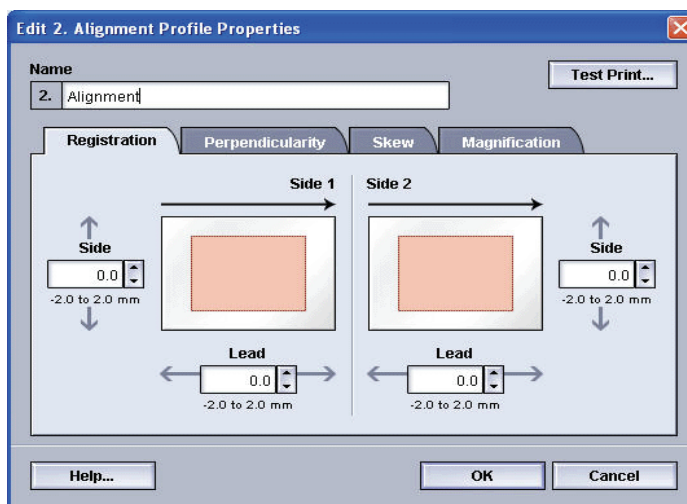 Edit 2. Alignment Profile Properties
Name
Test Print...
2. Alignment
Registration Perpendicularity Skew Magnification
Side 1 Side 2
Side Side
0.0 0.0
-2.0 to 2.0 mm -2.0 to 2.0 mm
Lead Lead
0.0 0.0
-2.0 to 2.0 mm -2.0 to 2.0 mm
Help... OK Cancel